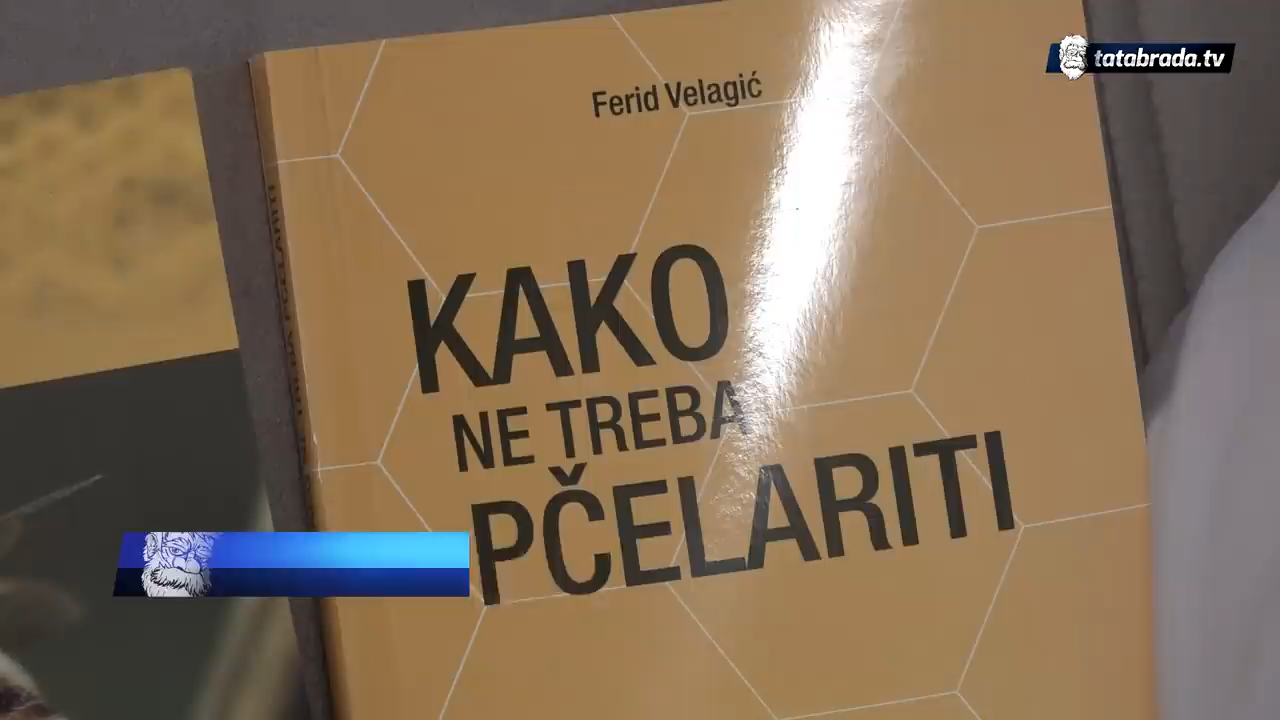 tatabrada.tv
Ferid Velagić
KAKO
NE TREBA
PČELARITI